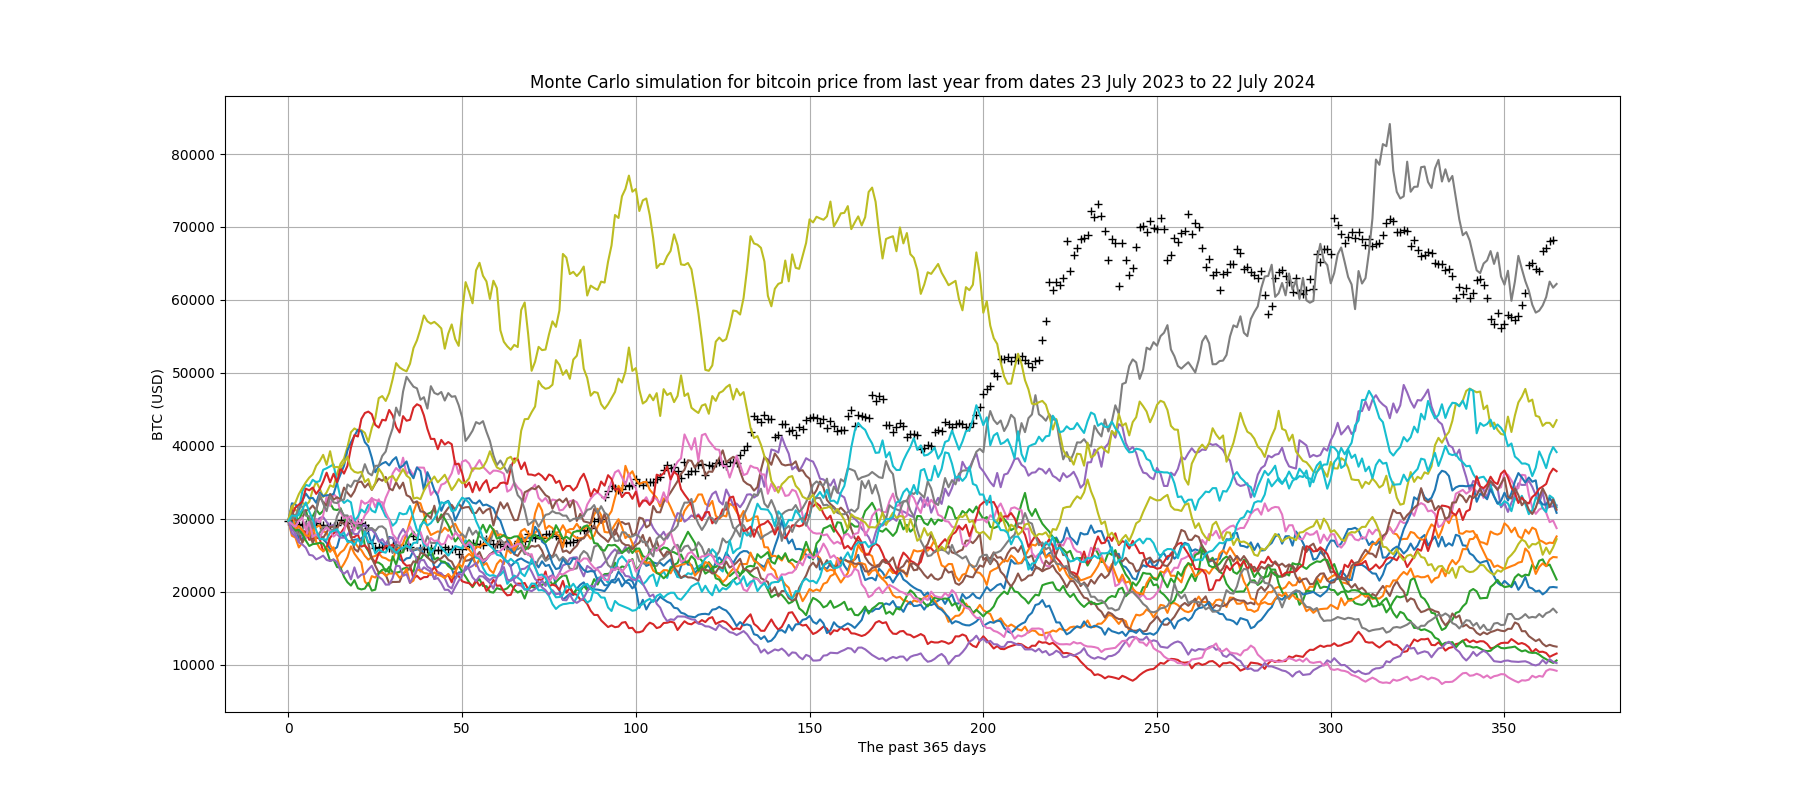 Monte Carlo simulation for bitcoin price from last year from dates 23 July 2023 to 22 July 2024
BTC (USD)
80000
70000
60000
50000
40000
30000
20000
10000
0 50 100 150 200 250 300 350
The past 365 days